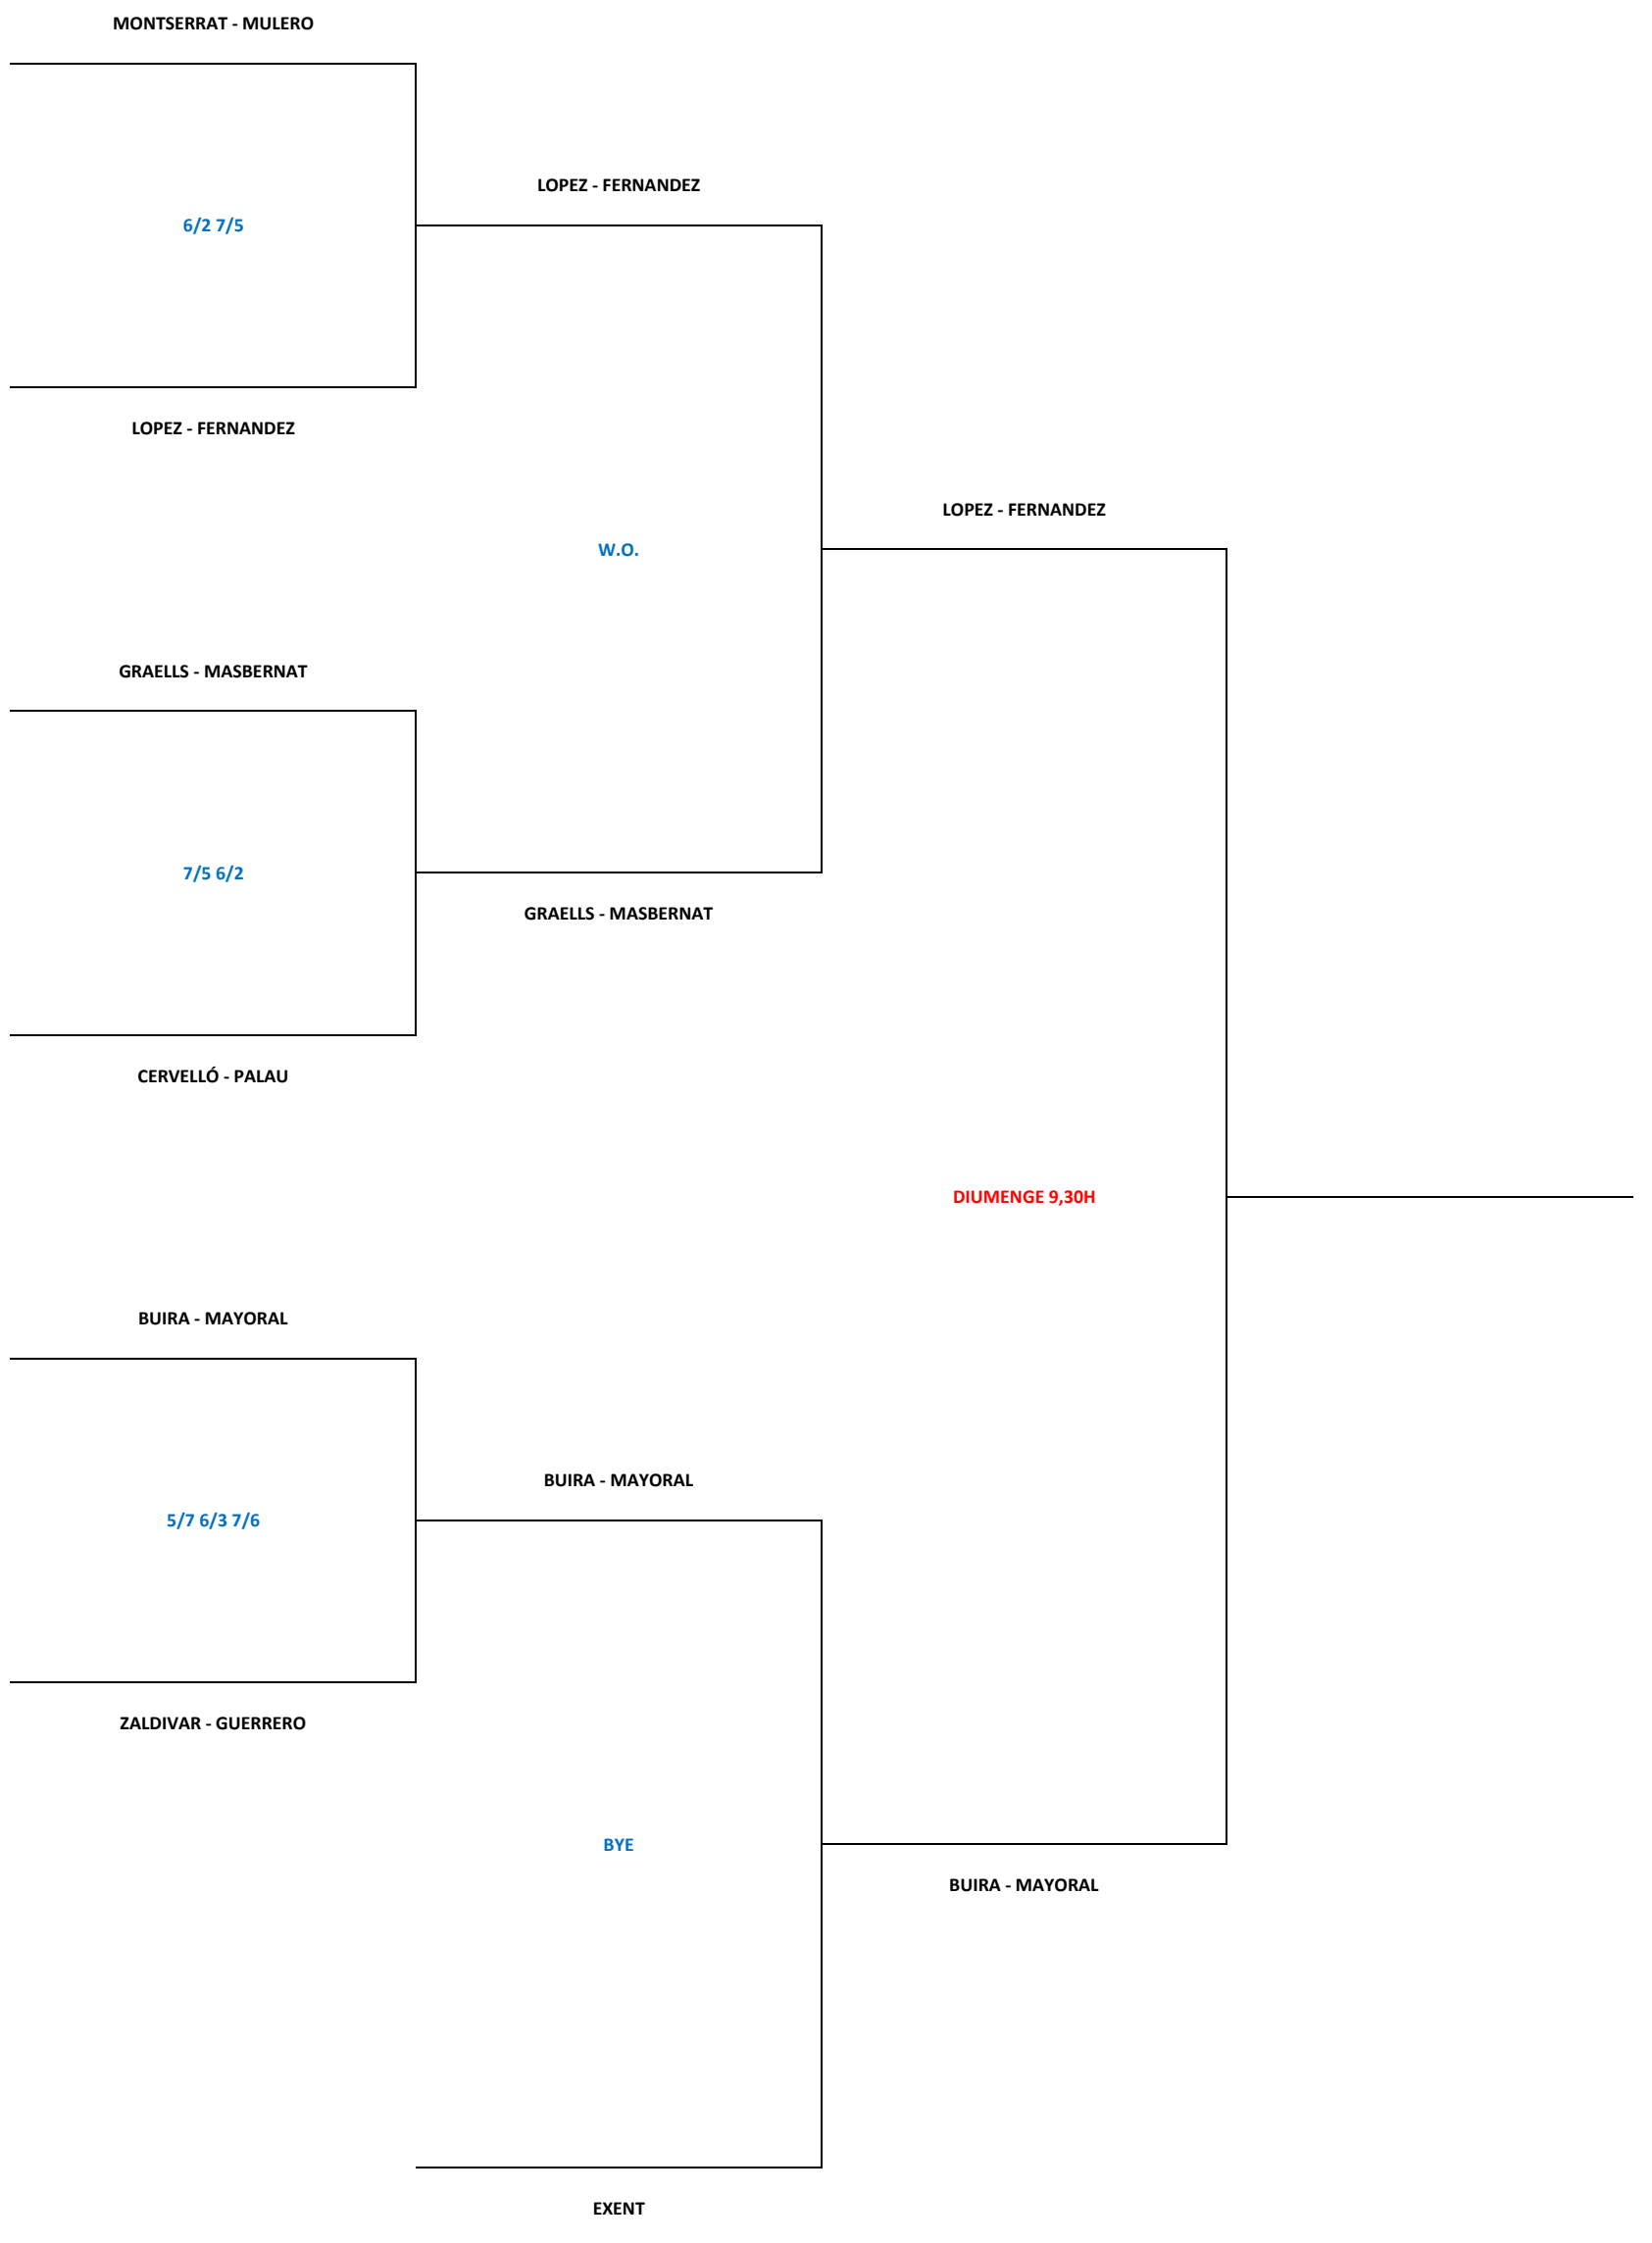 MONTSERRAT - MULERO
LOPEZ - FERNANDEZ
6/2 7/5
LOPEZ - FERNANDEZ
LOPEZ - FERNANDEZ
W.O.
GRAELLS - MASBERNAT
7/5 6/2
GRAELLS - MASBERNAT
CERVELLÓ - PALAU
DIUMENGE 9,30H
BUIRA - MAYORAL
BUIRA - MAYORAL
5/7 6/3 7/6
ZALDIVAR - GUERRERO
BYE
BUIRA - MAYORAL
EXENT